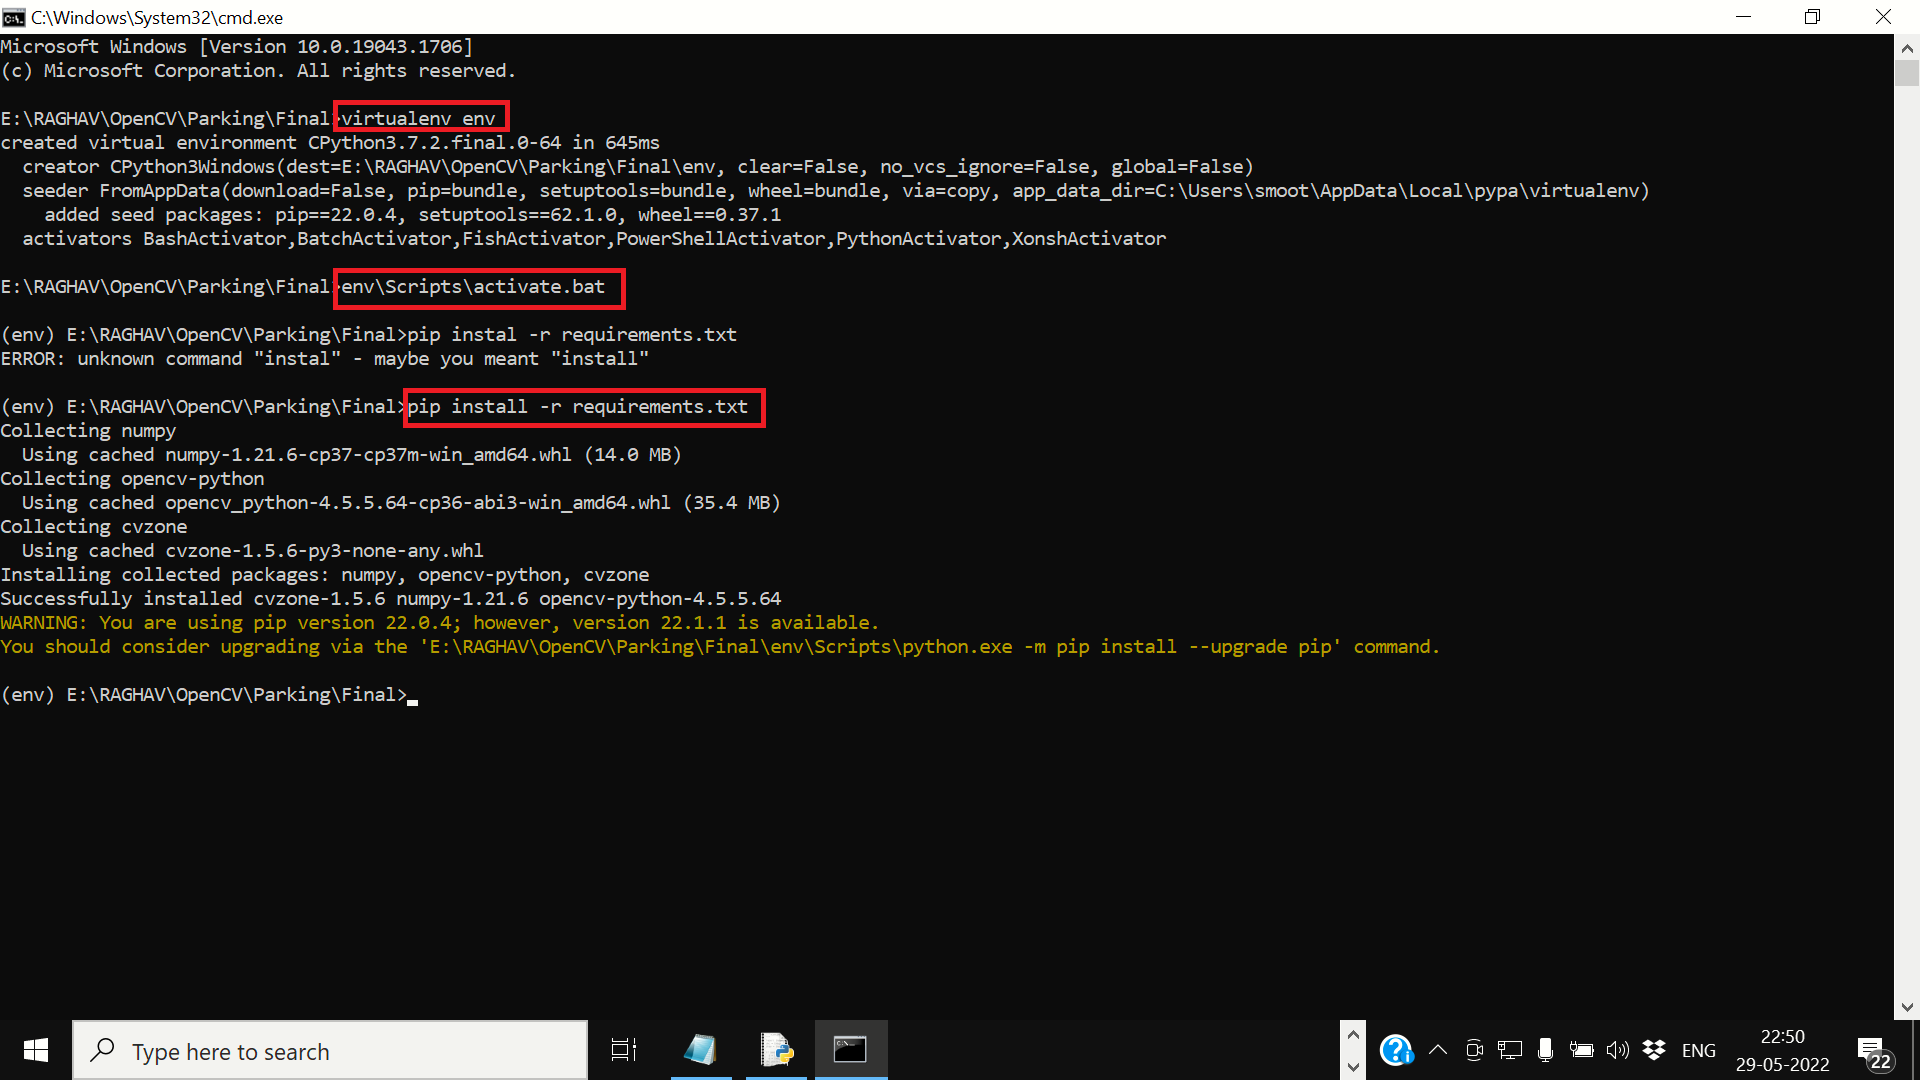 C:\Windows\System32\cmd.exe
Microsoft Windows [Version 10.0.19043.1706]
(c) Microsoft Corporation. All rights reserved.
E:\RAGHAV\OpenCV\Parking\Final>virtualenv env
created virtual environment CPython3.7.2.final.0-64 in 645ms
  creator CPython3Windows(dest=E:\RAGHAV\OpenCV\Parking\Final\env, clear=False, no_vcs_ignore=False, global=False)
  seeder FromAppData(download=False, pip=bundle, setuptools=bundle, wheel=bundle, via=copy, app_data_dir=C:\Users\smoot\AppData\Local\pypa\virtualenv)
    added seed packages: pip==22.0.4, setuptools==62.1.0, wheel==0.37.1
  activators BashActivator,BatchActivator,FishActivator,PowerShellActivator,PythonActivator,XonshActivator
E:\RAGHAV\OpenCV\Parking\Final>env\Scripts\activate.bat
(env) E:\RAGHAV\OpenCV\Parking\Final>pip instal -r requirements.txt
ERROR: unknown command "instal" - maybe you meant "install"
(env) E:\RAGHAV\OpenCV\Parking\Final>pip install -r requirements.txt
Collecting numpy
  Using cached numpy-1.21.6-cp37-cp37m-win_amd64.whl (14.0 MB)
Collecting opencv-python
  Using cached opencv_python-4.5.5.64-cp36-abi3-win_amd64.whl (35.4 MB)
Collecting cvzone
  Using cached cvzone-1.5.6-py3-none-any.whl
Installing collected packages: numpy, opencv-python, cvzone
Successfully installed cvzone-1.5.6 numpy-1.21.6 opencv-python-4.5.5.64
WARNING: You are using pip version 22.0.4; however, version 22.1.1 is available.
You should consider upgrading via the 'E:\RAGHAV\OpenCV\Parking\Final\env\Scripts\python.exe -m pip install --upgrade pip' command.
(env) E:\RAGHAV\OpenCV\Parking\Final>
Type here to search
ENG
22:50
29-05-2022
22